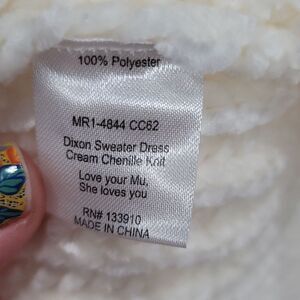 100% Polyester
MR1-4844 CC62
Dixon Sweater Dress
Cream Chenille Knit
Love your Mu,
She loves you
RN# 133910
MADE IN CHINA